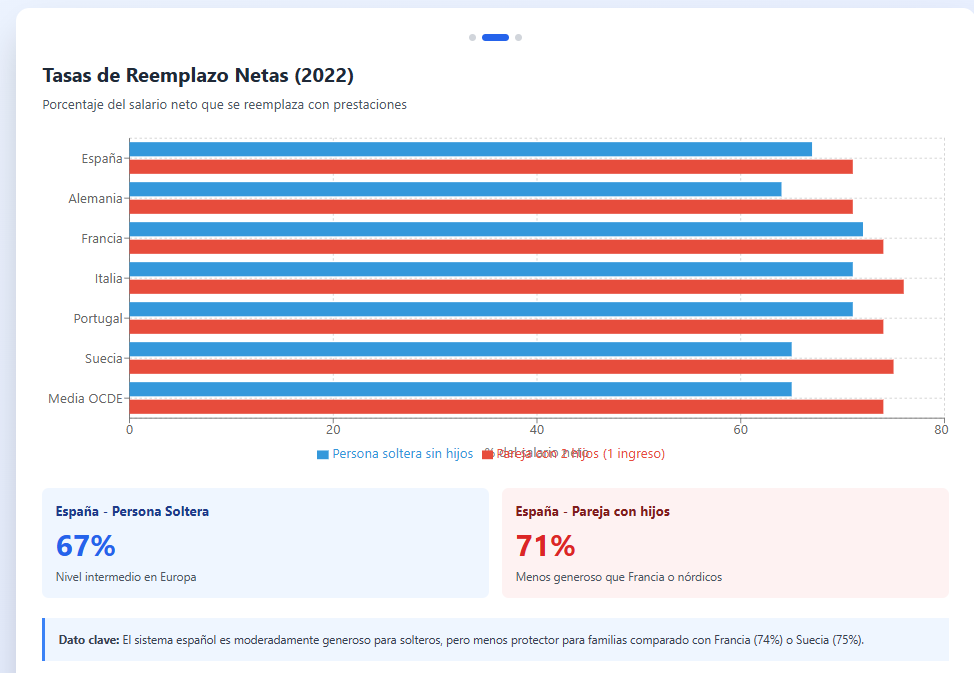 Tasas de Reemplazo Netas (2022)
Porcentaje del salario neto que se reemplaza con prestaciones
España
Alemania
Francia
Italia
Portugal
Suecia
Media OCDE
0 20 40 60 80
% del salario neto
Persona soltera sin hijos Pareja con 2 hijos (1 ingreso)
España - Persona Soltera
67%
Nivel intermedio en Europa
España - Pareja con hijos
71%
Menos generoso que Francia o nórdicos
Dato clave: El sistema español es moderadamente generoso para solteros, pero menos protector para familias comparado con Francia (74%) o Suecia (75%).